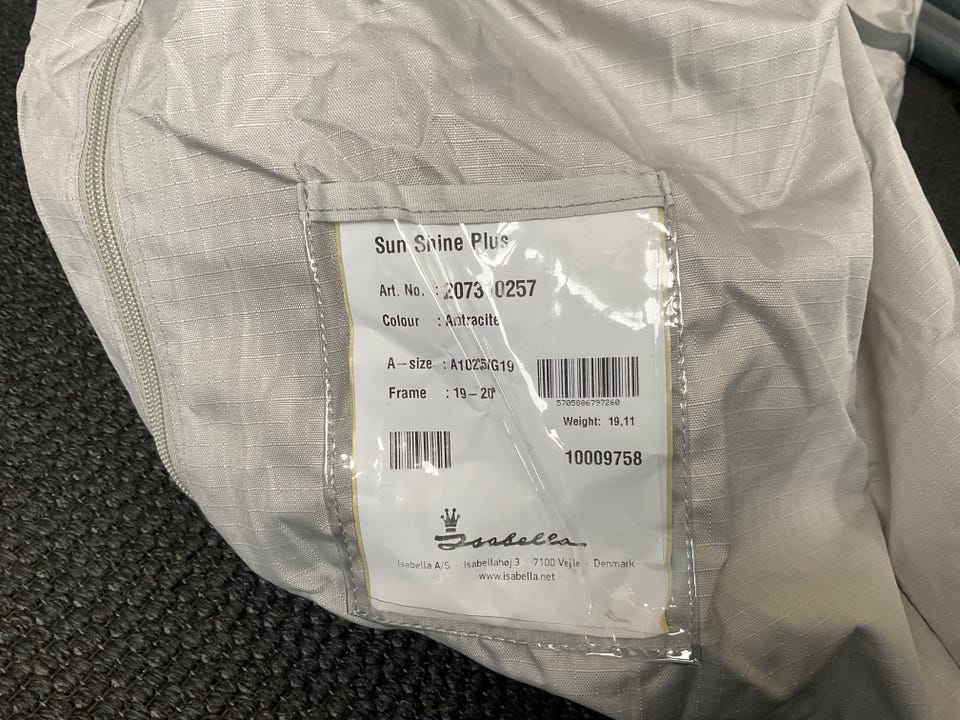 Sun Shine Plus
Art. No. :
Colour : Antracite
A-size : A1025/G19
Frame : 19-20
5705886797260
Weight: 19,11
10009758
Isabella
Isabella A/S · Isabellahøj 3 · 7100 Vejle · Denmark
www.isabella.net